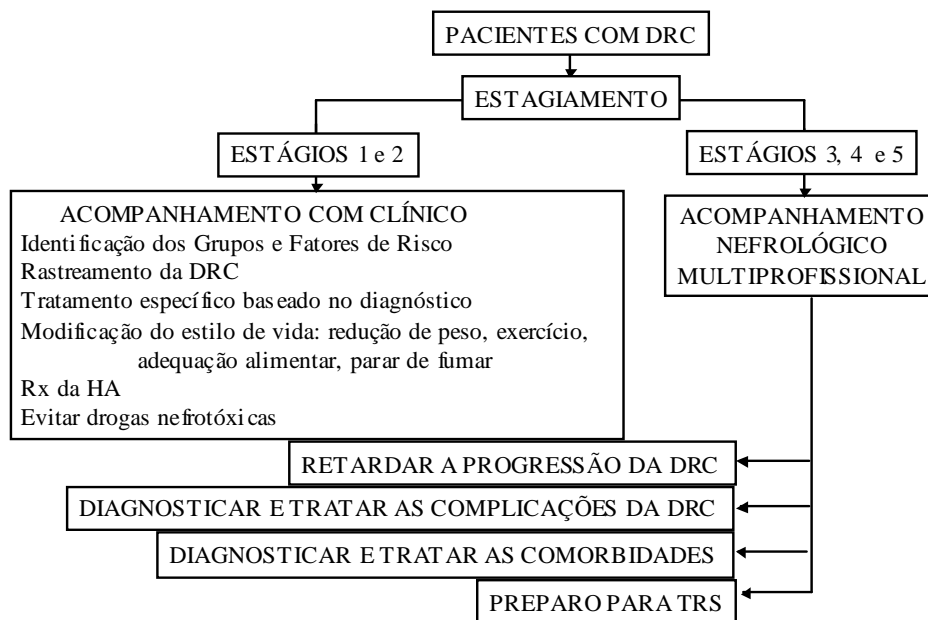 PACIENTES COM DRC
ESTAGIAMENTO
ESTÁGIOS 1 e 2
ESTÁGIOS 3, 4 e 5
ACOMPANHAMENTO COM CLÍNICO
Identificação dos Grupos e Fatores de Risco
Rastreamento da DRC
Tratamento específico baseado no diagnóstico
Modificação do estilo de vida: redução de peso, exercício,
adequação alimentar, parar de fumar
Rx da HA
Evitar drogas nefrotóxicas
ACOMPANHAMENTO
NEFROLÓGICO
MULTIPROFISSIONAL
RETARDAR A PROGRESSÃO DA DRC
DIAGNOSTICAR E TRATAR AS COMPLICAÇÕES DA DRC
DIAGNOSTICAR E TRATAR AS COMORBIDADES
PREPARO PARA TRS